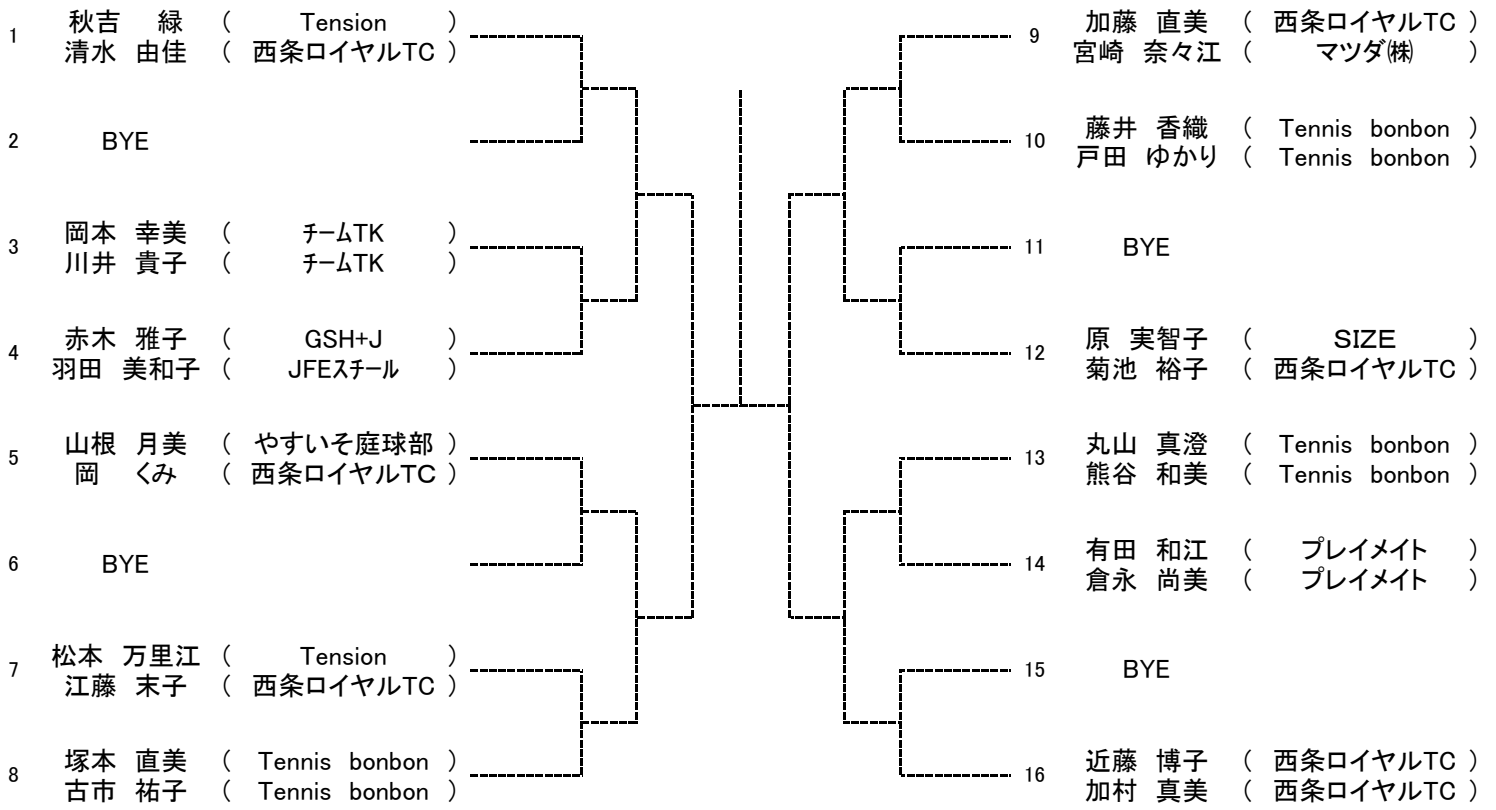 1 秋吉 緑 ( Tension )
清水 由佳 ( 西条ロイヤルTC )
2 BYE
3 岡本 幸美 ( チームTK )
川井 貴子 ( チームTK )
4 赤木 雅子 ( GSH+J )
羽田 美和子 ( JFEスチール )
5 山根 月美 ( やすいそ庭球部 )
岡 くみ ( 西条ロイヤルTC )
6 BYE
7 松本 万里江 ( Tension )
江藤 末子 ( 西条ロイヤルTC )
8 塚本 直美 ( Tennis bonbon )
古市 祐子 ( Tennis bonbon )
9 加藤 直美 ( 西条ロイヤルTC )
宮崎 奈々江 ( マツダ㈱ )
10 藤井 香織 ( Tennis bonbon )
戸田 ゆかり ( Tennis bonbon )
11 BYE
12 原 実智子 ( SIZE )
菊池 裕子 ( 西条ロイヤルTC )
13 丸山 真澄 ( Tennis bonbon )
熊谷 和美 ( Tennis bonbon )
14 有田 和江 ( プレイメイト )
倉永 尚美 ( プレイメイト )
15 BYE
16 近藤 博子 ( 西条ロイヤルTC )
加村 真美 ( 西条ロイヤルTC )